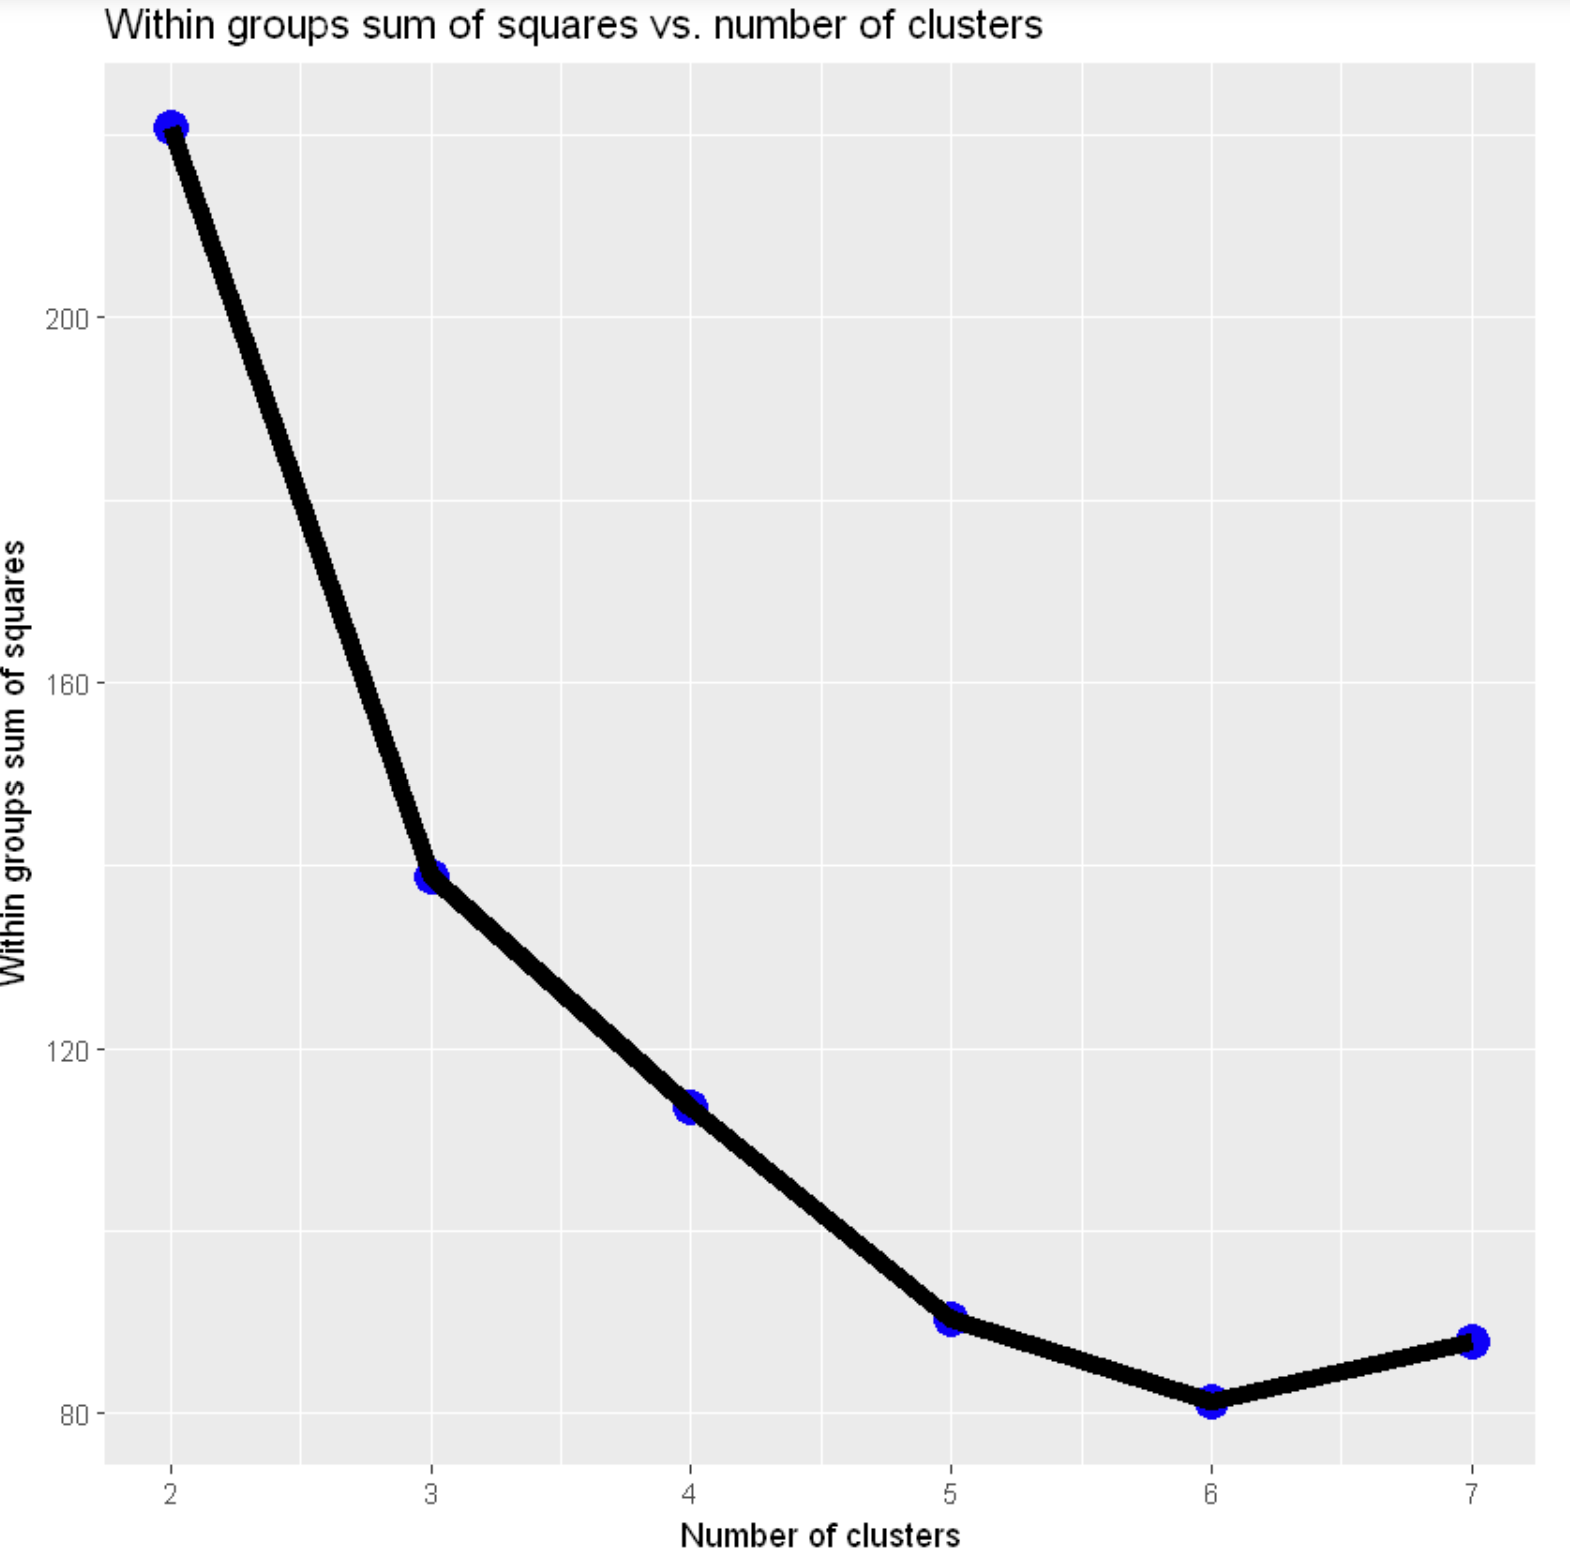 Within groups sum of squares vs. number of clusters
Within groups sum of squares
200
160
120
80
2 3 4 5 6 7
Number of clusters